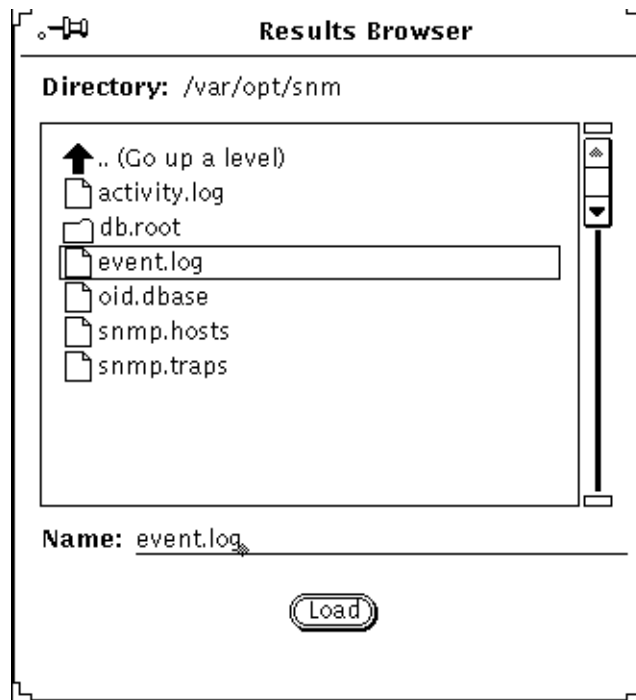 Results Browser
Directory: /var/opt/snm
.. (Go up a level)
activity.log
db.root
event.log
oid.dbase
snmp.hosts
snmp.traps
Name: event.log
Load